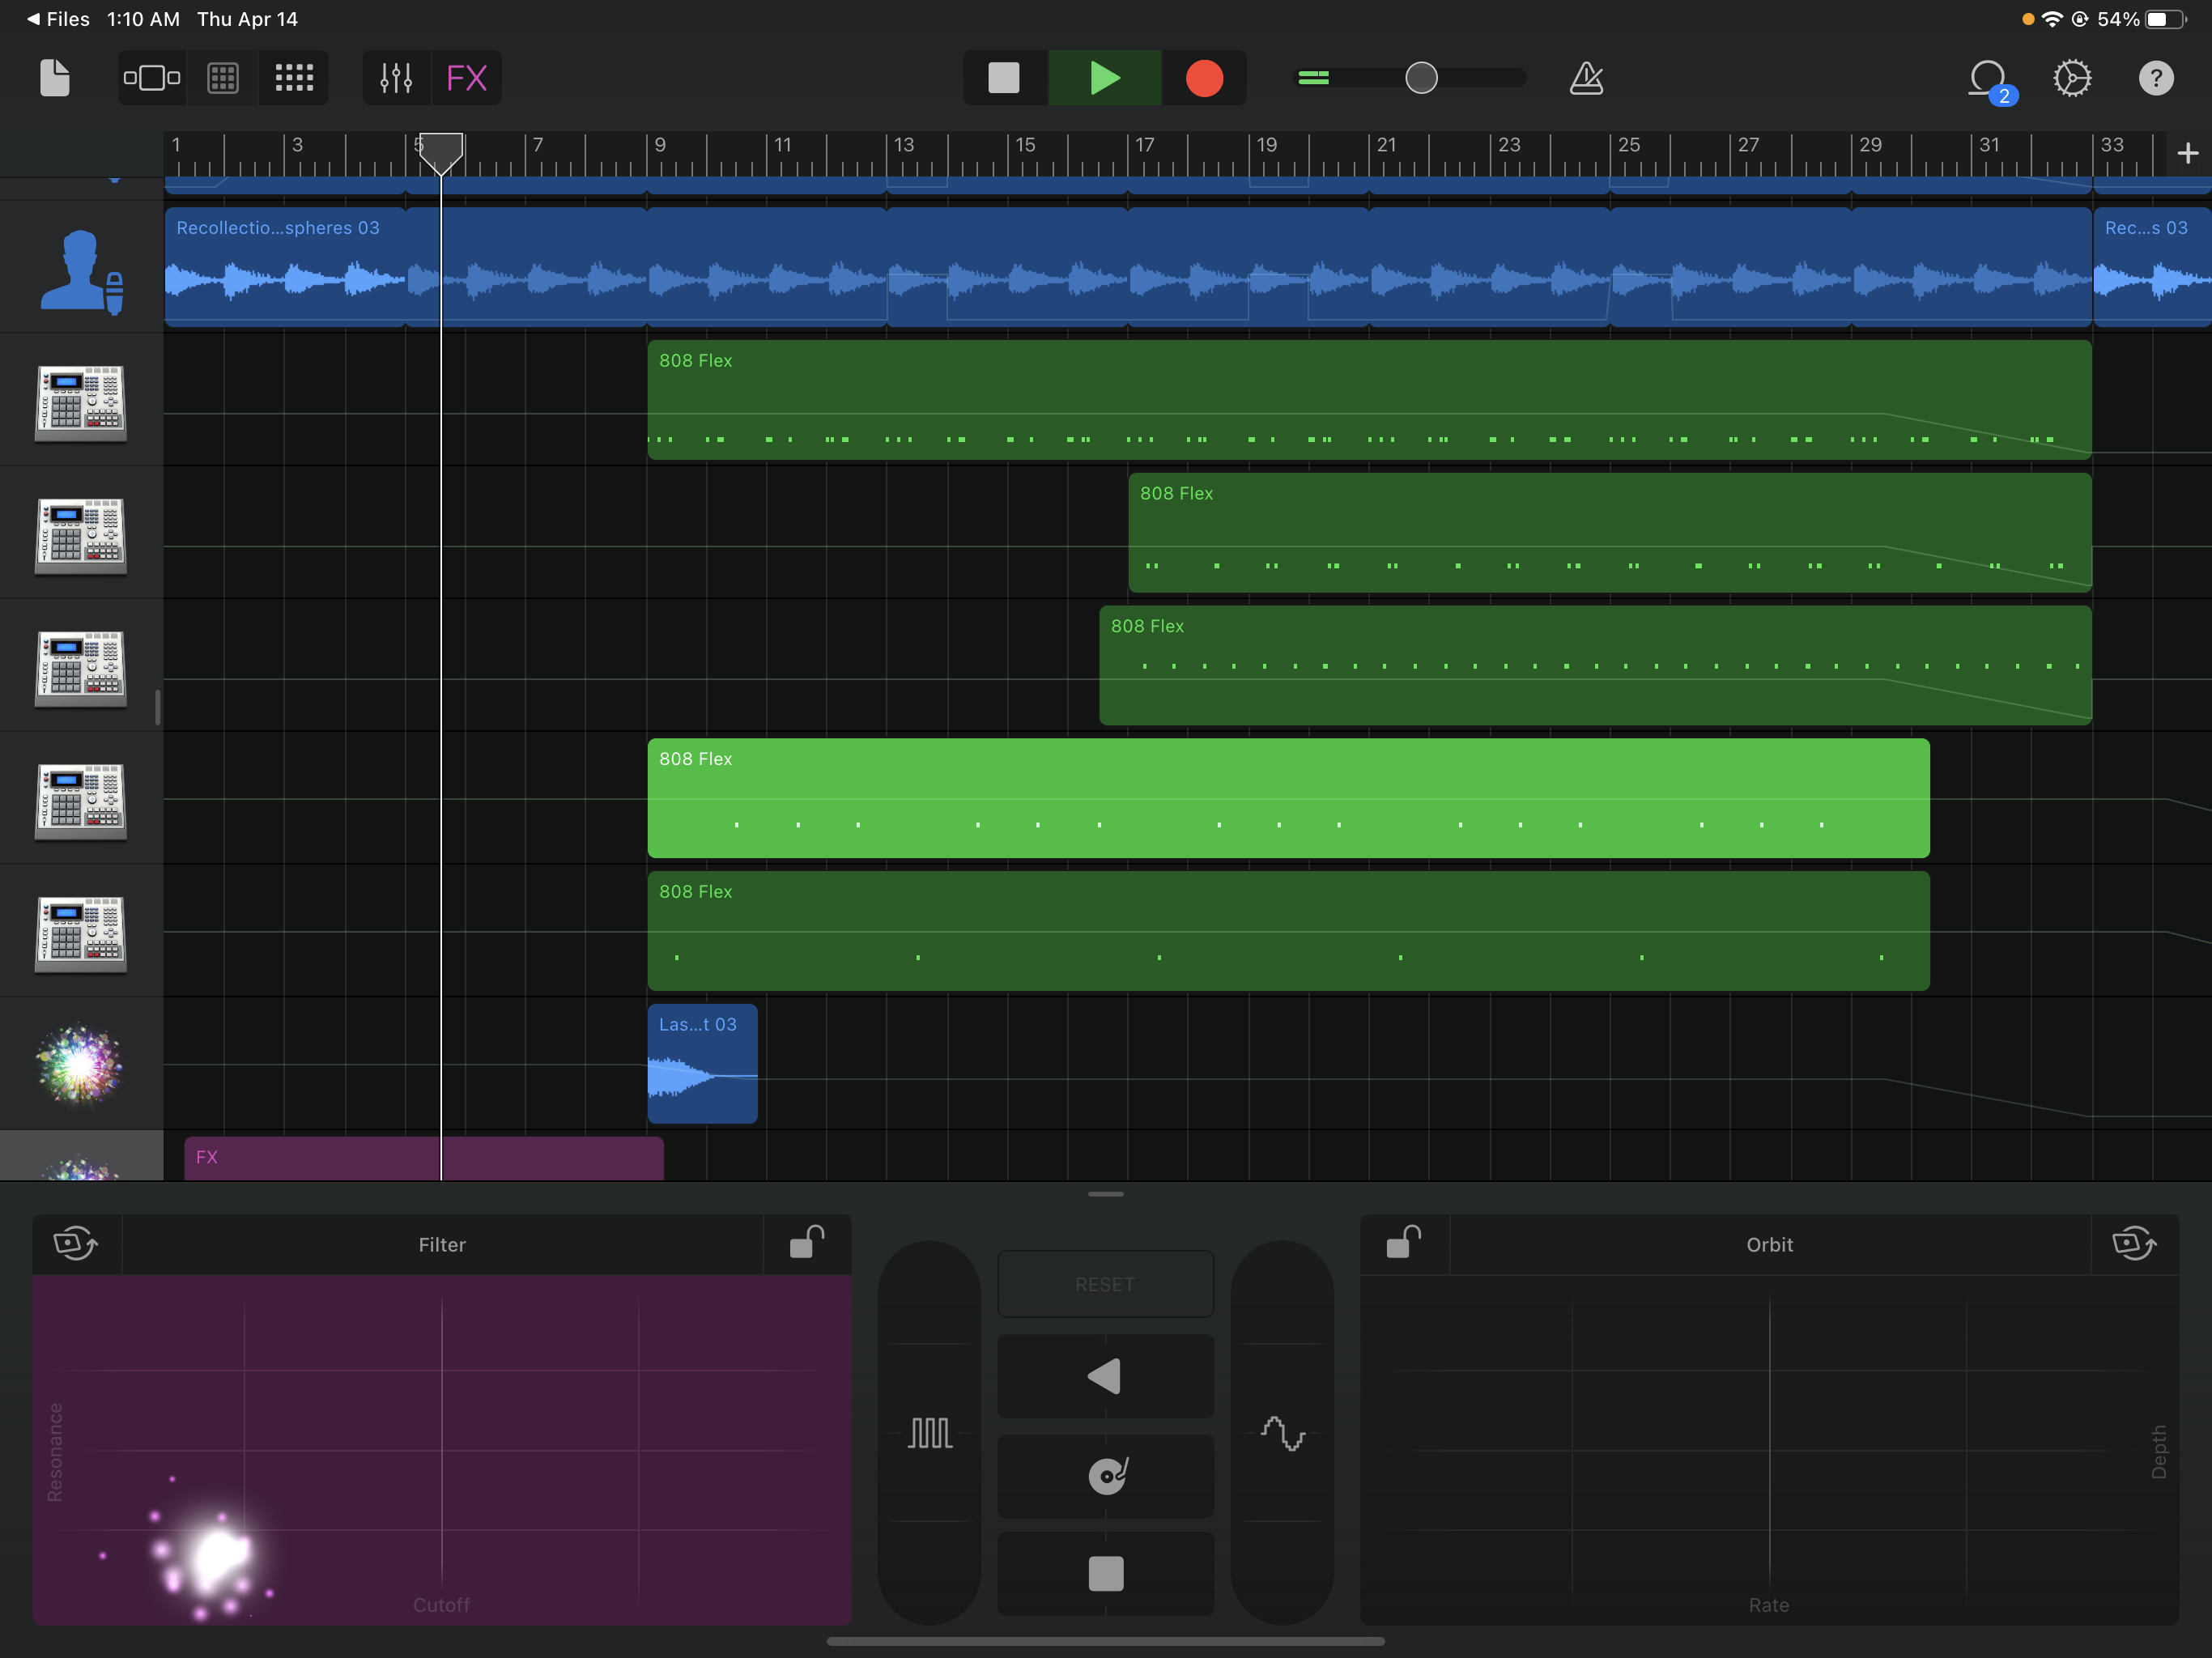 ◀ Files 1:10 AM Thu Apr 14 54%
FX
2
?
1 3 5 7 9 11 13 15 17 19 21 23 25 27 29 31 33 +
Recollectio...spheres 03 Rec...s 03
808 Flex
808 Flex
808 Flex
808 Flex
808 Flex
Las...t 03
FX
Filter
Orbit
RESET
Resonance
Depth
Cutoff
Rate